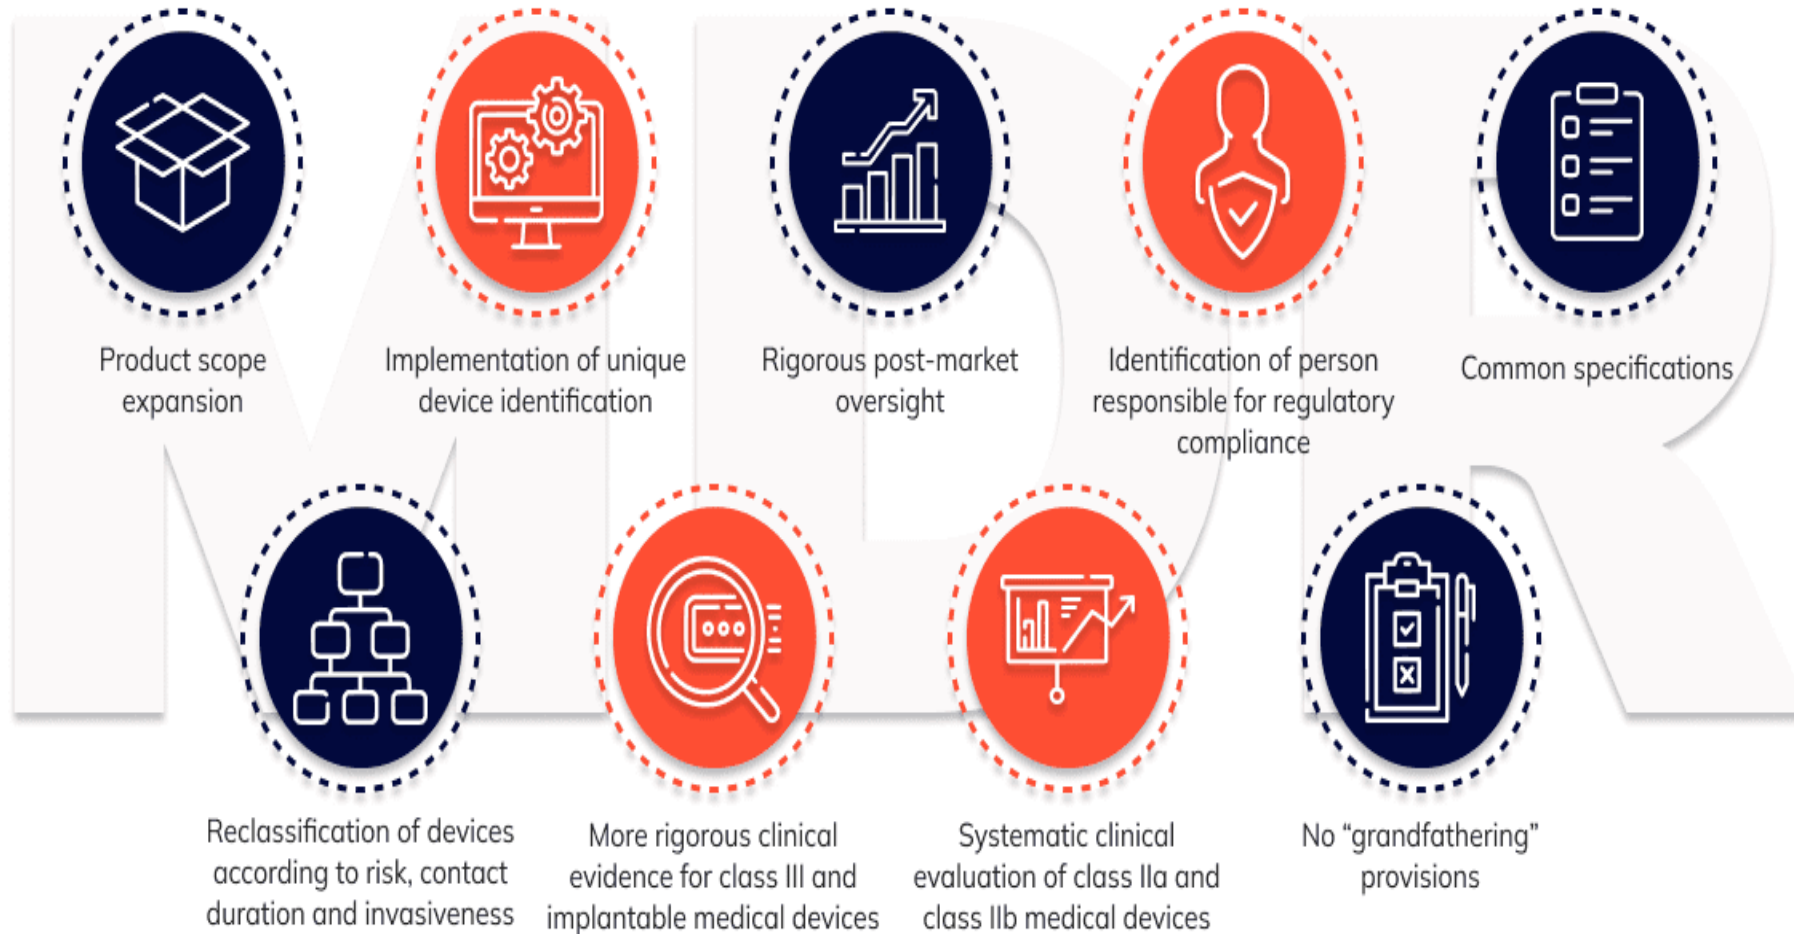 MDR
Product scope
expansion
Implementation of unique
device identification
Rigorous post-market
oversight
Identification of person
responsible for regulatory
compliance
Common specifications
Reclassification of devices
according to risk, contact
duration and invasiveness
More rigorous clinical
evidence for class III and
implantable medical devices
Systematic clinical
evaluation of class IIa and
class IIb medical devices
No “grandfathering”
provisions